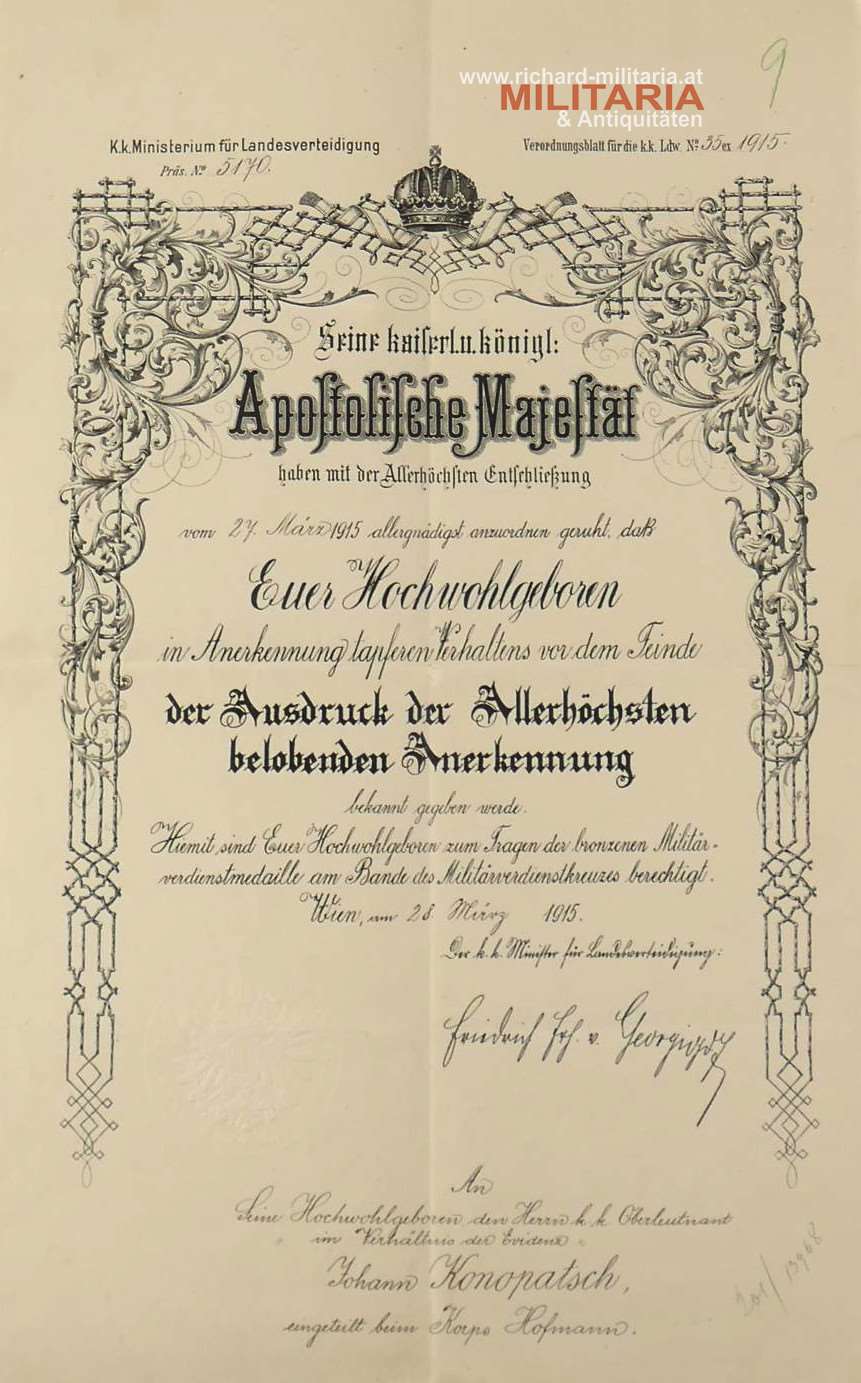 www.richard-militaria.at
MILITARIA
& Antiquitäten
9
K.k. Ministerium für Landesverteidigung
Präs. № 5170.
Verordnungsblatt für die k.k. Ldw. № 35 ex 1915.
Seine kaiserl.u.königl:
Apostolische Majestät
haben mit der Allerhöchsten Entschließung
vom 27. März 1915 allergnädigst anzuordnen geruht, daß
Euer Hochwohlgeboren
in Anerkennung tapferen Verhaltens vor dem Feinde
der Ausdruck der Allerhöchsten
belobenden Anerkennung
bekannt gegeben werde.
Hiemit sind Euer Hochwohlgeboren zum Tragen der bronzenen Militär-
verdienstmedaille am Bande des Militärverdienstkreuzes berechtigt.
Wien, am 28 März 1915.
Der k.k. Minister für Landesverteidigung:
Friedrich Frh. v. Georgi
An
Seine Hochwohlgeboren den Herrn k.k. Oberleutnant
im Verhältnis der Evidenz
Johann Konopatsch,
eingeteilt beim Korps Hofmann.